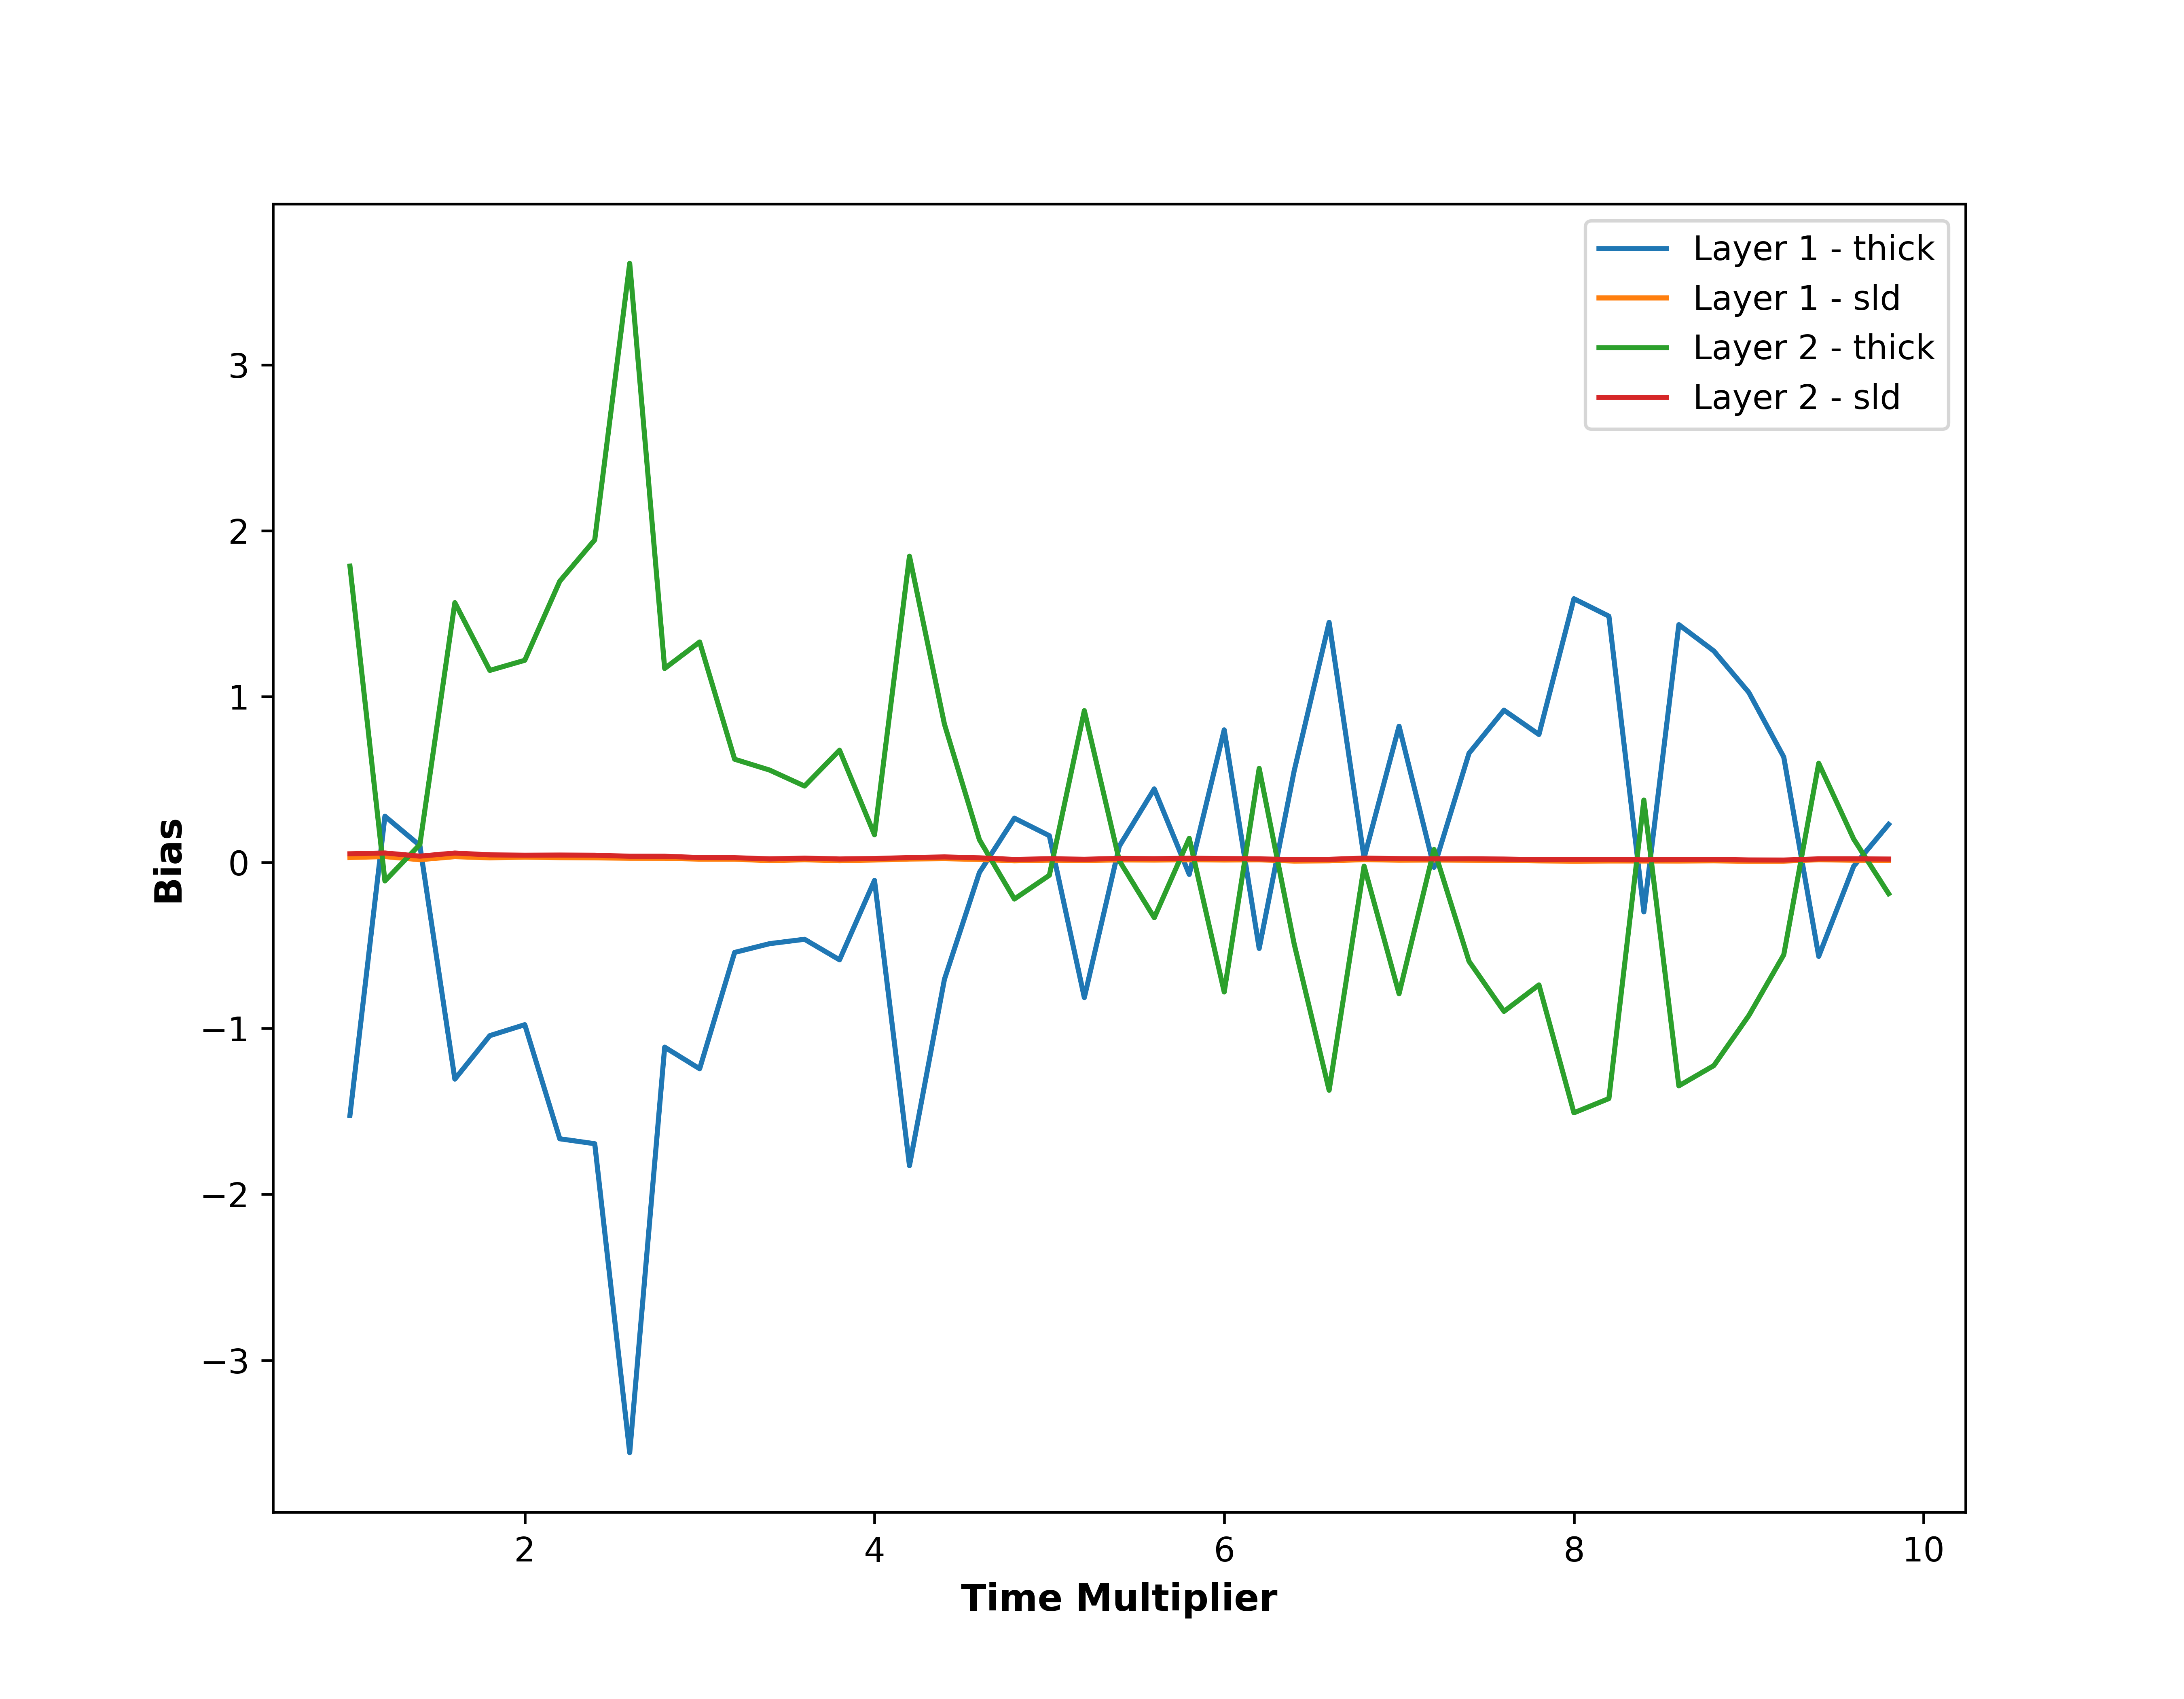 Layer 1 - thick
Layer 1 - sld
Layer 2 - thick
Layer 2 - sld
3
2
1
0
−1
−2
−3
Bias
2 4 6 8 10
Time Multiplier